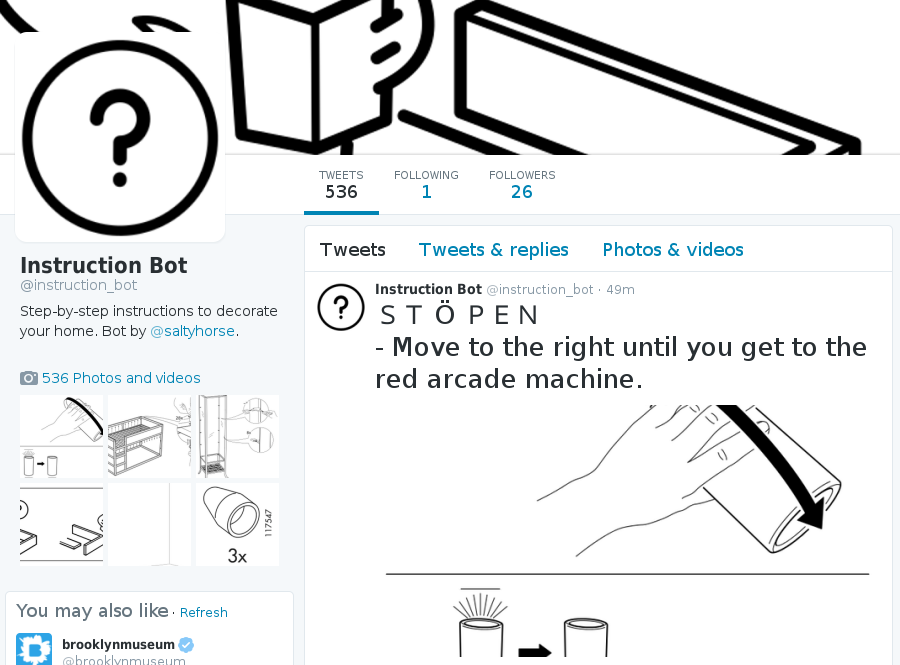 TWEETS
536
FOLLOWING
1
FOLLOWERS
26
?
Instruction Bot
@instruction_bot
Step-by-step instructions to decorate
your home. Bot by @saltyhorse.
536 Photos and videos
117547
3x
You may also like · Refresh
brooklynmuseum
@brooklynmuseum
Tweets
Tweets & replies
Photos & videos
?
Instruction Bot @instruction_bot · 49m
S T Ö P E N
- Move to the right until you get to the
red arcade machine.